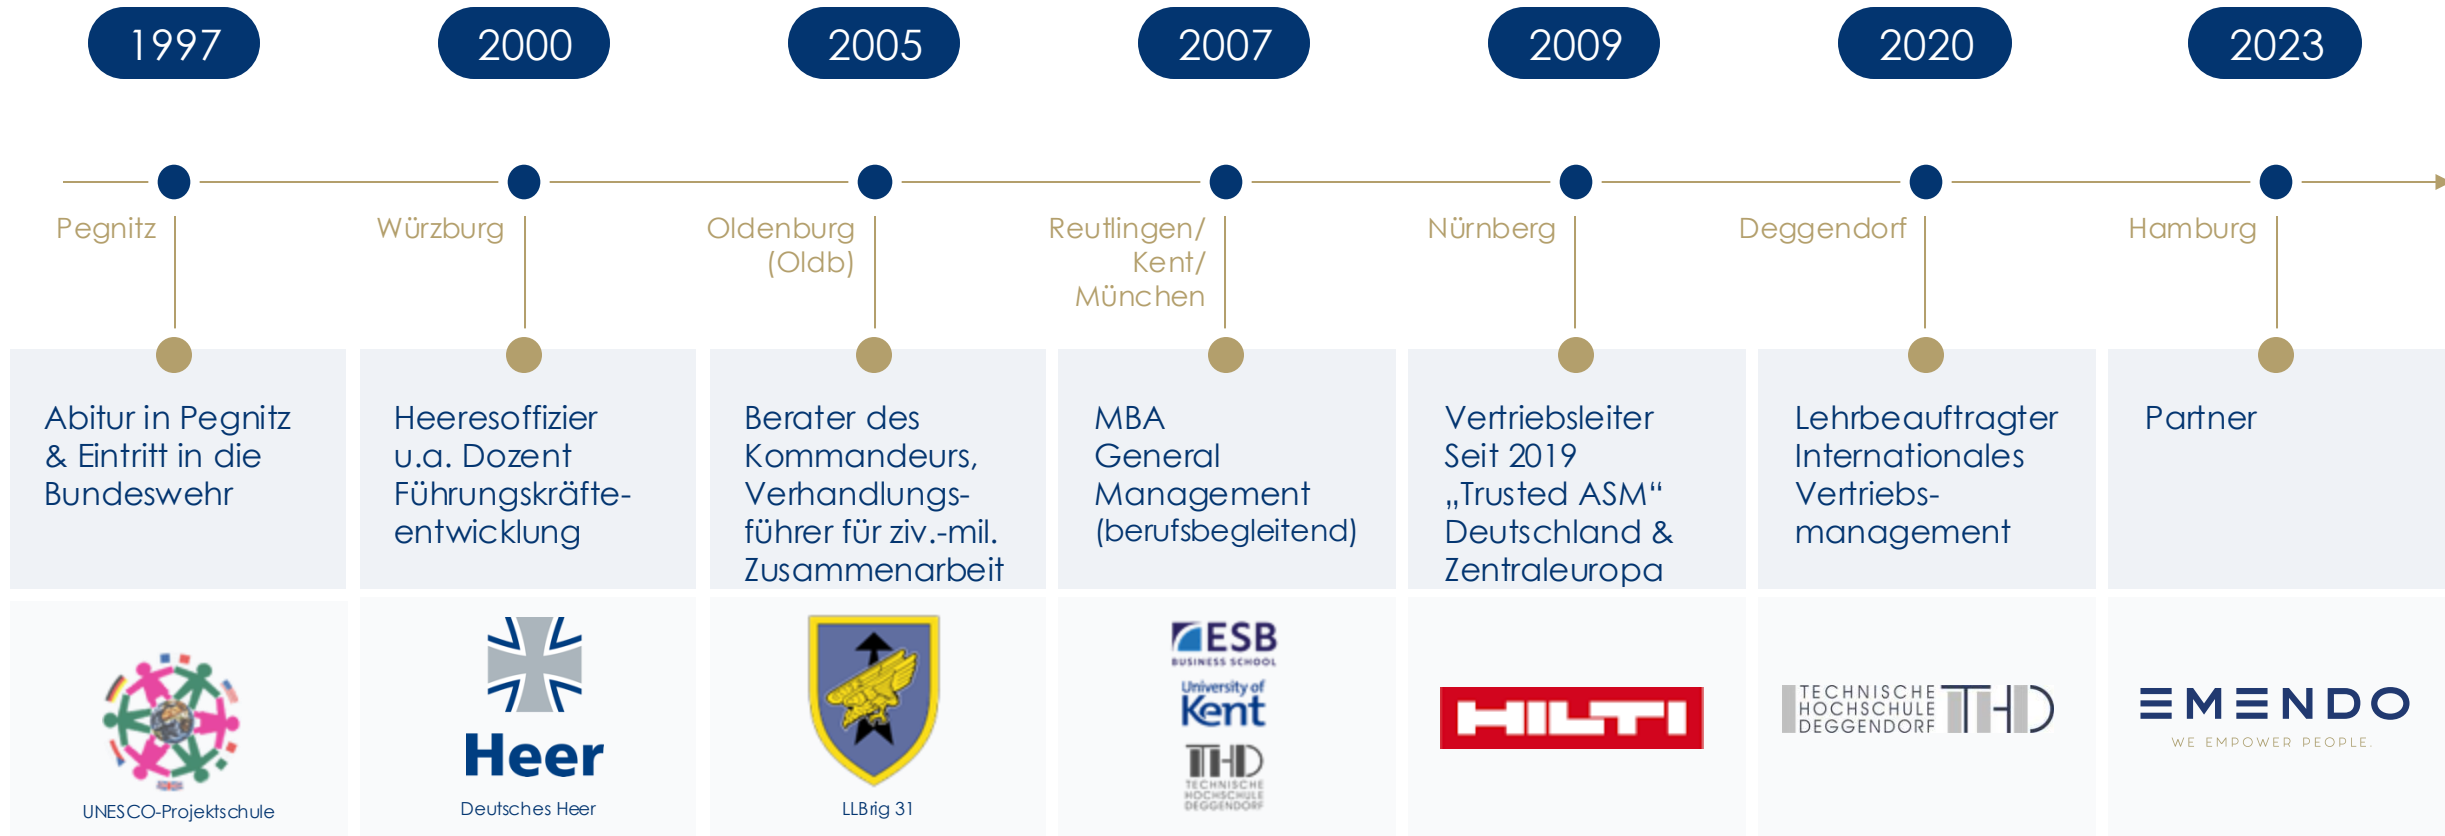 1997
2000
2005
2007
2009
2020
2023
Pegnitz
Würzburg
Oldenburg
(Oldb)
Reutlingen/
Kent/
München
Nürnberg
Deggendorf
Hamburg
Abitur in Pegnitz
& Eintritt in die
Bundeswehr
Heeresoffizier
u.a. Dozent
Führungskräfte-
entwicklung
Berater des
Kommandeurs,
Verhandlungs-
führer für ziv.-mil.
Zusammenarbeit
MBA
General
Management
(berufsbegleitend)
Vertriebsleiter
Seit 2019
„Trusted ASM“
Deutschland &
Zentraleuropa
Lehrbeauftragter
Internationales
Vertriebs-
management
Partner
UNESCO-Projektschule
Heer
Deutsches Heer
LLBrig 31
ESB
BUSINESS SCHOOL
University of
Kent
THD
TECHNISCHE
HOCHSCHULE
DEGGENDORF
HILTI
TECHNISCHE
HOCHSCHULE
DEGGENDORF
THD
EMENDO
WE EMPOWER PEOPLE.